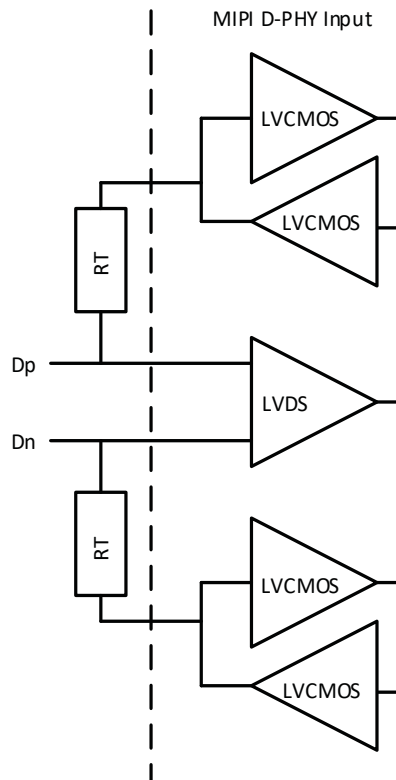 MIPI D-PHY Input
LVCMOS
LVCMOS
RT
Dp
LVDS
Dn
RT
LVCMOS
LVCMOS